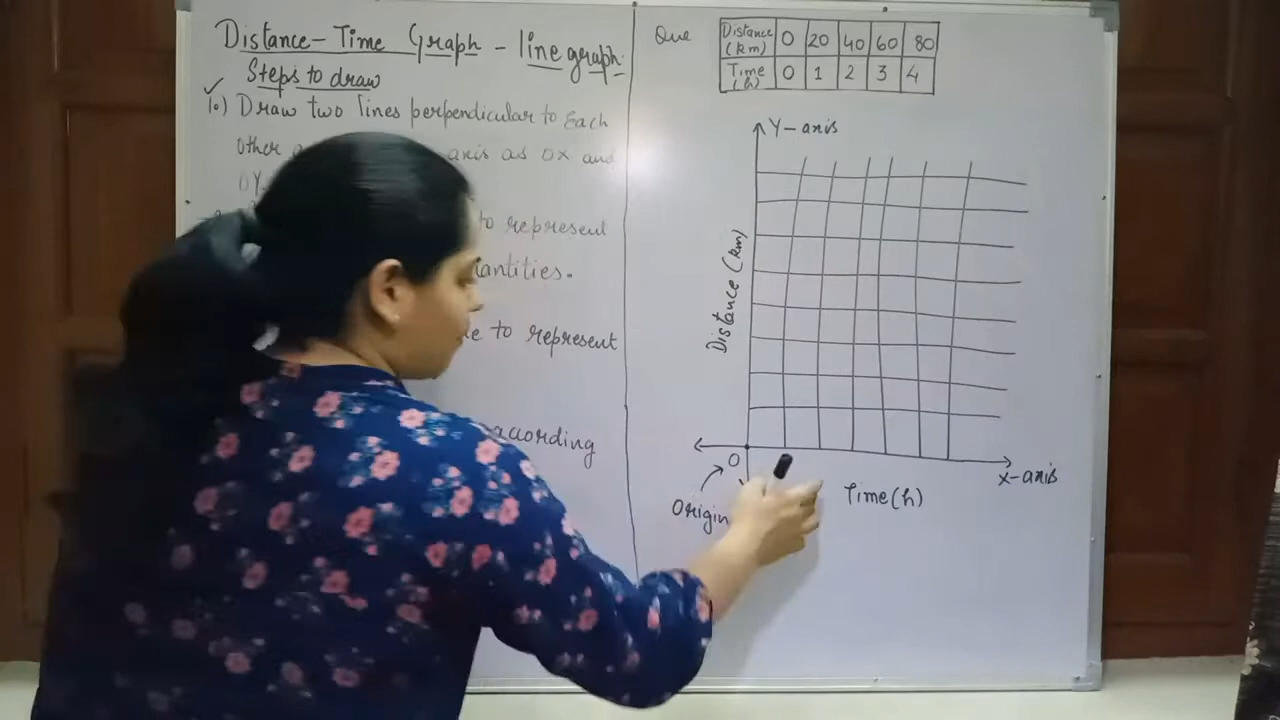 Distance-Time Graph - line graph.
Steps to draw
1.) Draw two lines perpendicular to Each
Other axis as OX and
OY
to represent
quantities.
to represent
according
Que
Distance (km) 0 20 40 60 80
Time (h) 0 1 2 3 4
Y-axis
Distance (km)
0
X-axis
Origin
Time(h)